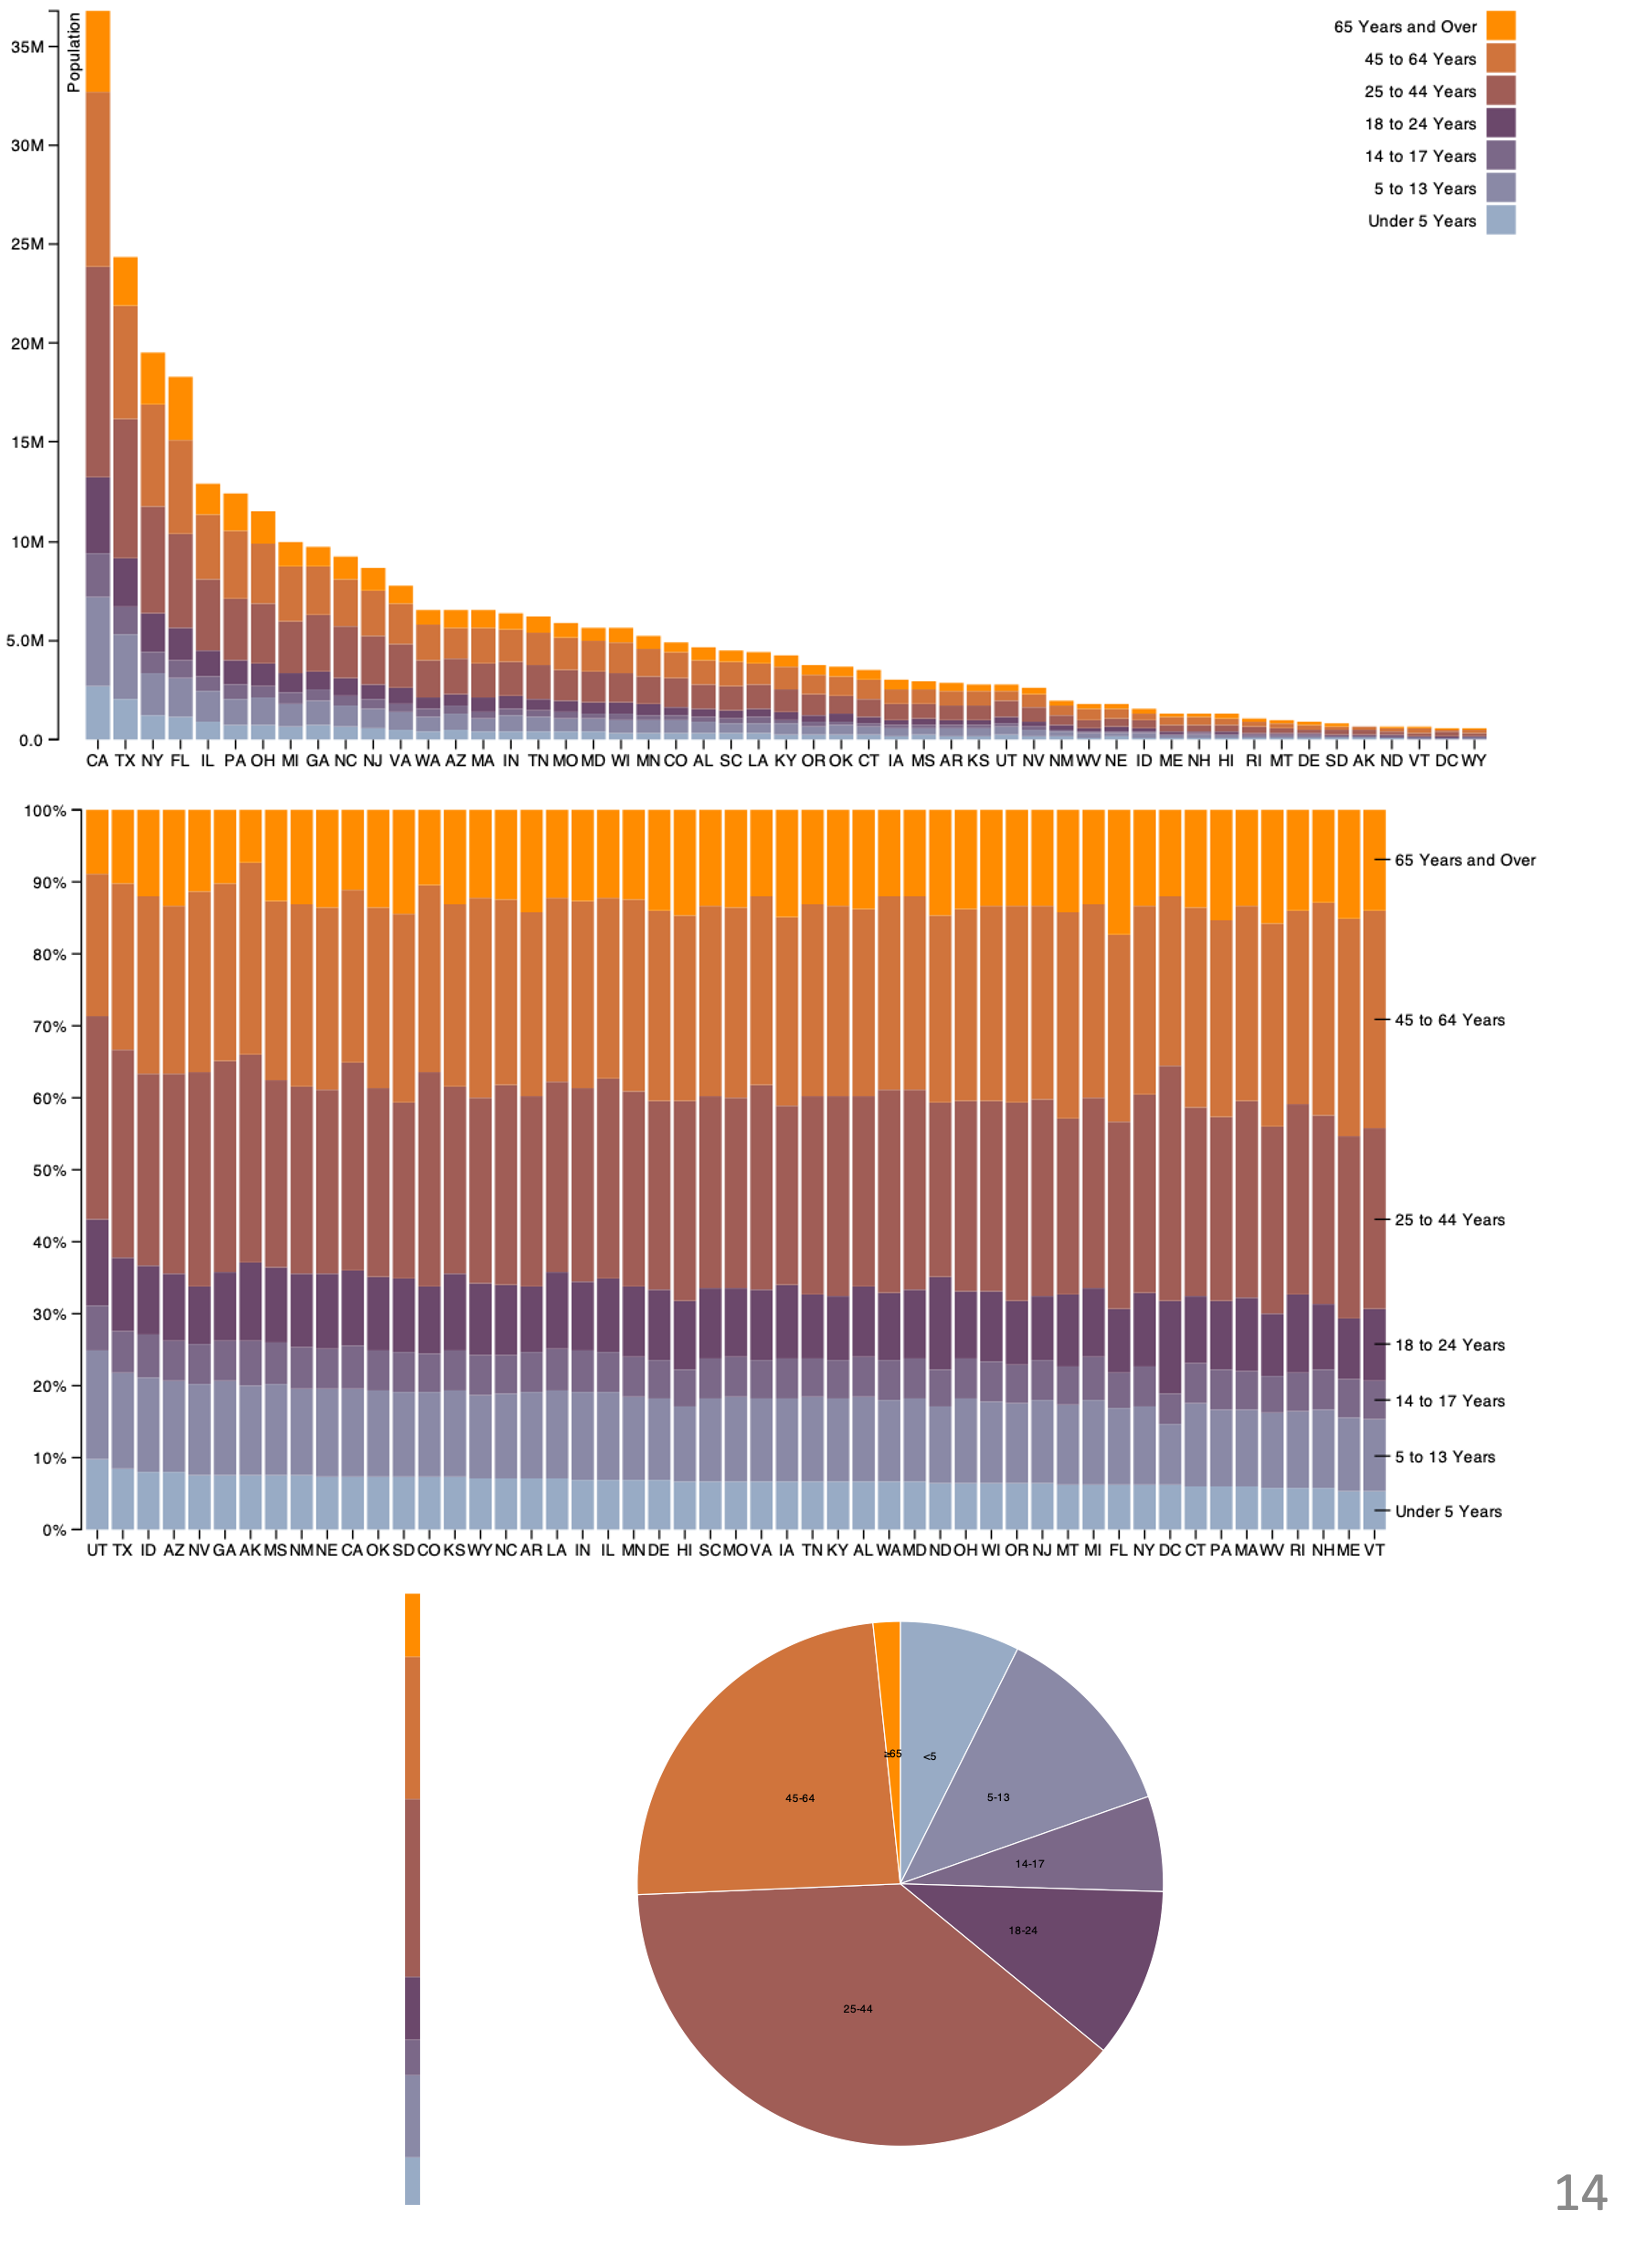 Population
35M
30M
25M
20M
15M
10M
5.0M
0.0
65 Years and Over
45 to 64 Years
25 to 44 Years
18 to 24 Years
14 to 17 Years
5 to 13 Years
Under 5 Years
CA TX NY FL IL PA OH MI GA NC NJ VA WA AZ MA IN TN MO MD WI MN CO AL SC LA KY OR OK CT IA MS AR KS UT NV NM WV NE ID ME NH HI RI MT DE SD AK ND VT DC WY
100%
90%
80%
70%
60%
50%
40%
30%
20%
10%
0%
65 Years and Over
45 to 64 Years
25 to 44 Years
18 to 24 Years
14 to 17 Years
5 to 13 Years
Under 5 Years
UT TX ID AZ NV GA AK MS NM NE CA OK SD CO KS WY NC AR LA IN IL MN DE HI SC MO VA IA TN KY AL WA MD ND OH WI OR NJ MT MI FL NY DC CT PA MA WV RI NH ME VT
≥65
<5
45-64
5-13
14-17
18-24
25-44
14